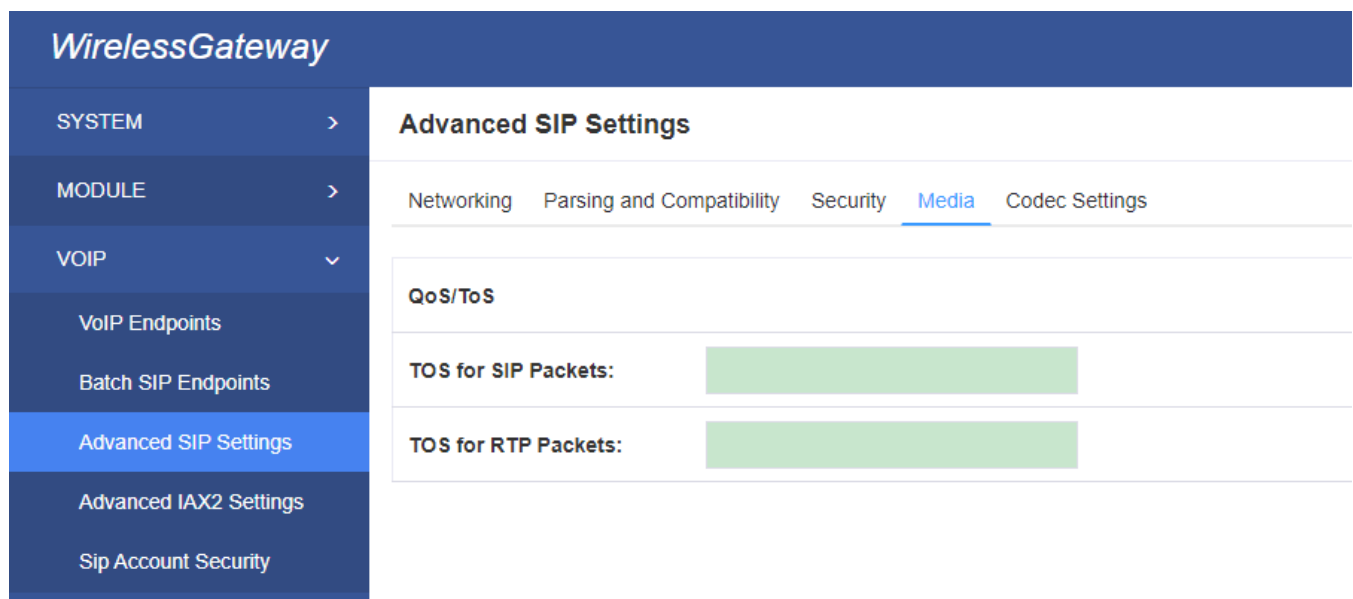 WirelessGateway
SYSTEM
MODULE
VOIP
VoIP Endpoints
Batch SIP Endpoints
Advanced SIP Settings
Advanced IAX2 Settings
Sip Account Security
Advanced SIP Settings
Networking Parsing and Compatibility Security Media Codec Settings
QoS/ToS
TOS for SIP Packets:
TOS for RTP Packets: